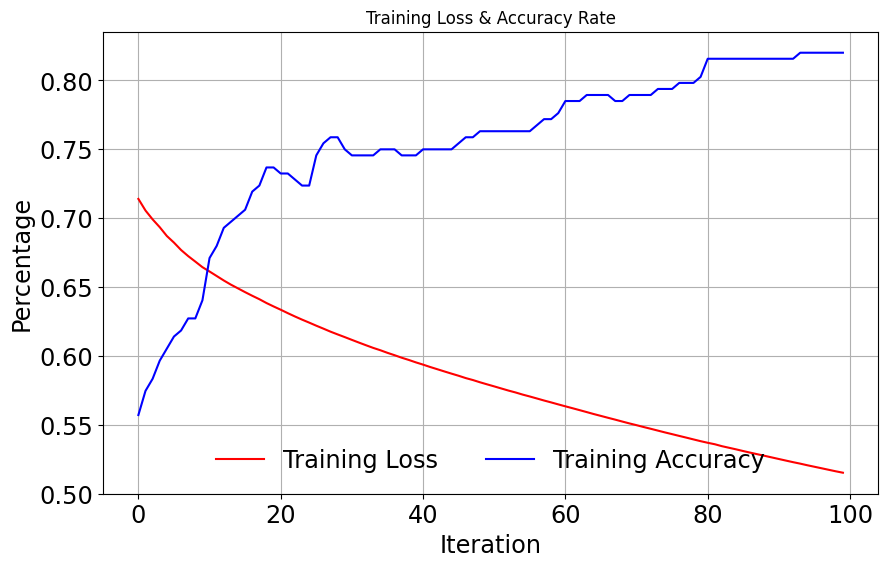 Training Loss & Accuracy Rate
Percentage
0.80
0.75
0.70
0.65
0.60
0.55
0.50
Training Loss
Training Accuracy
0 20 40 60 80 100
Iteration